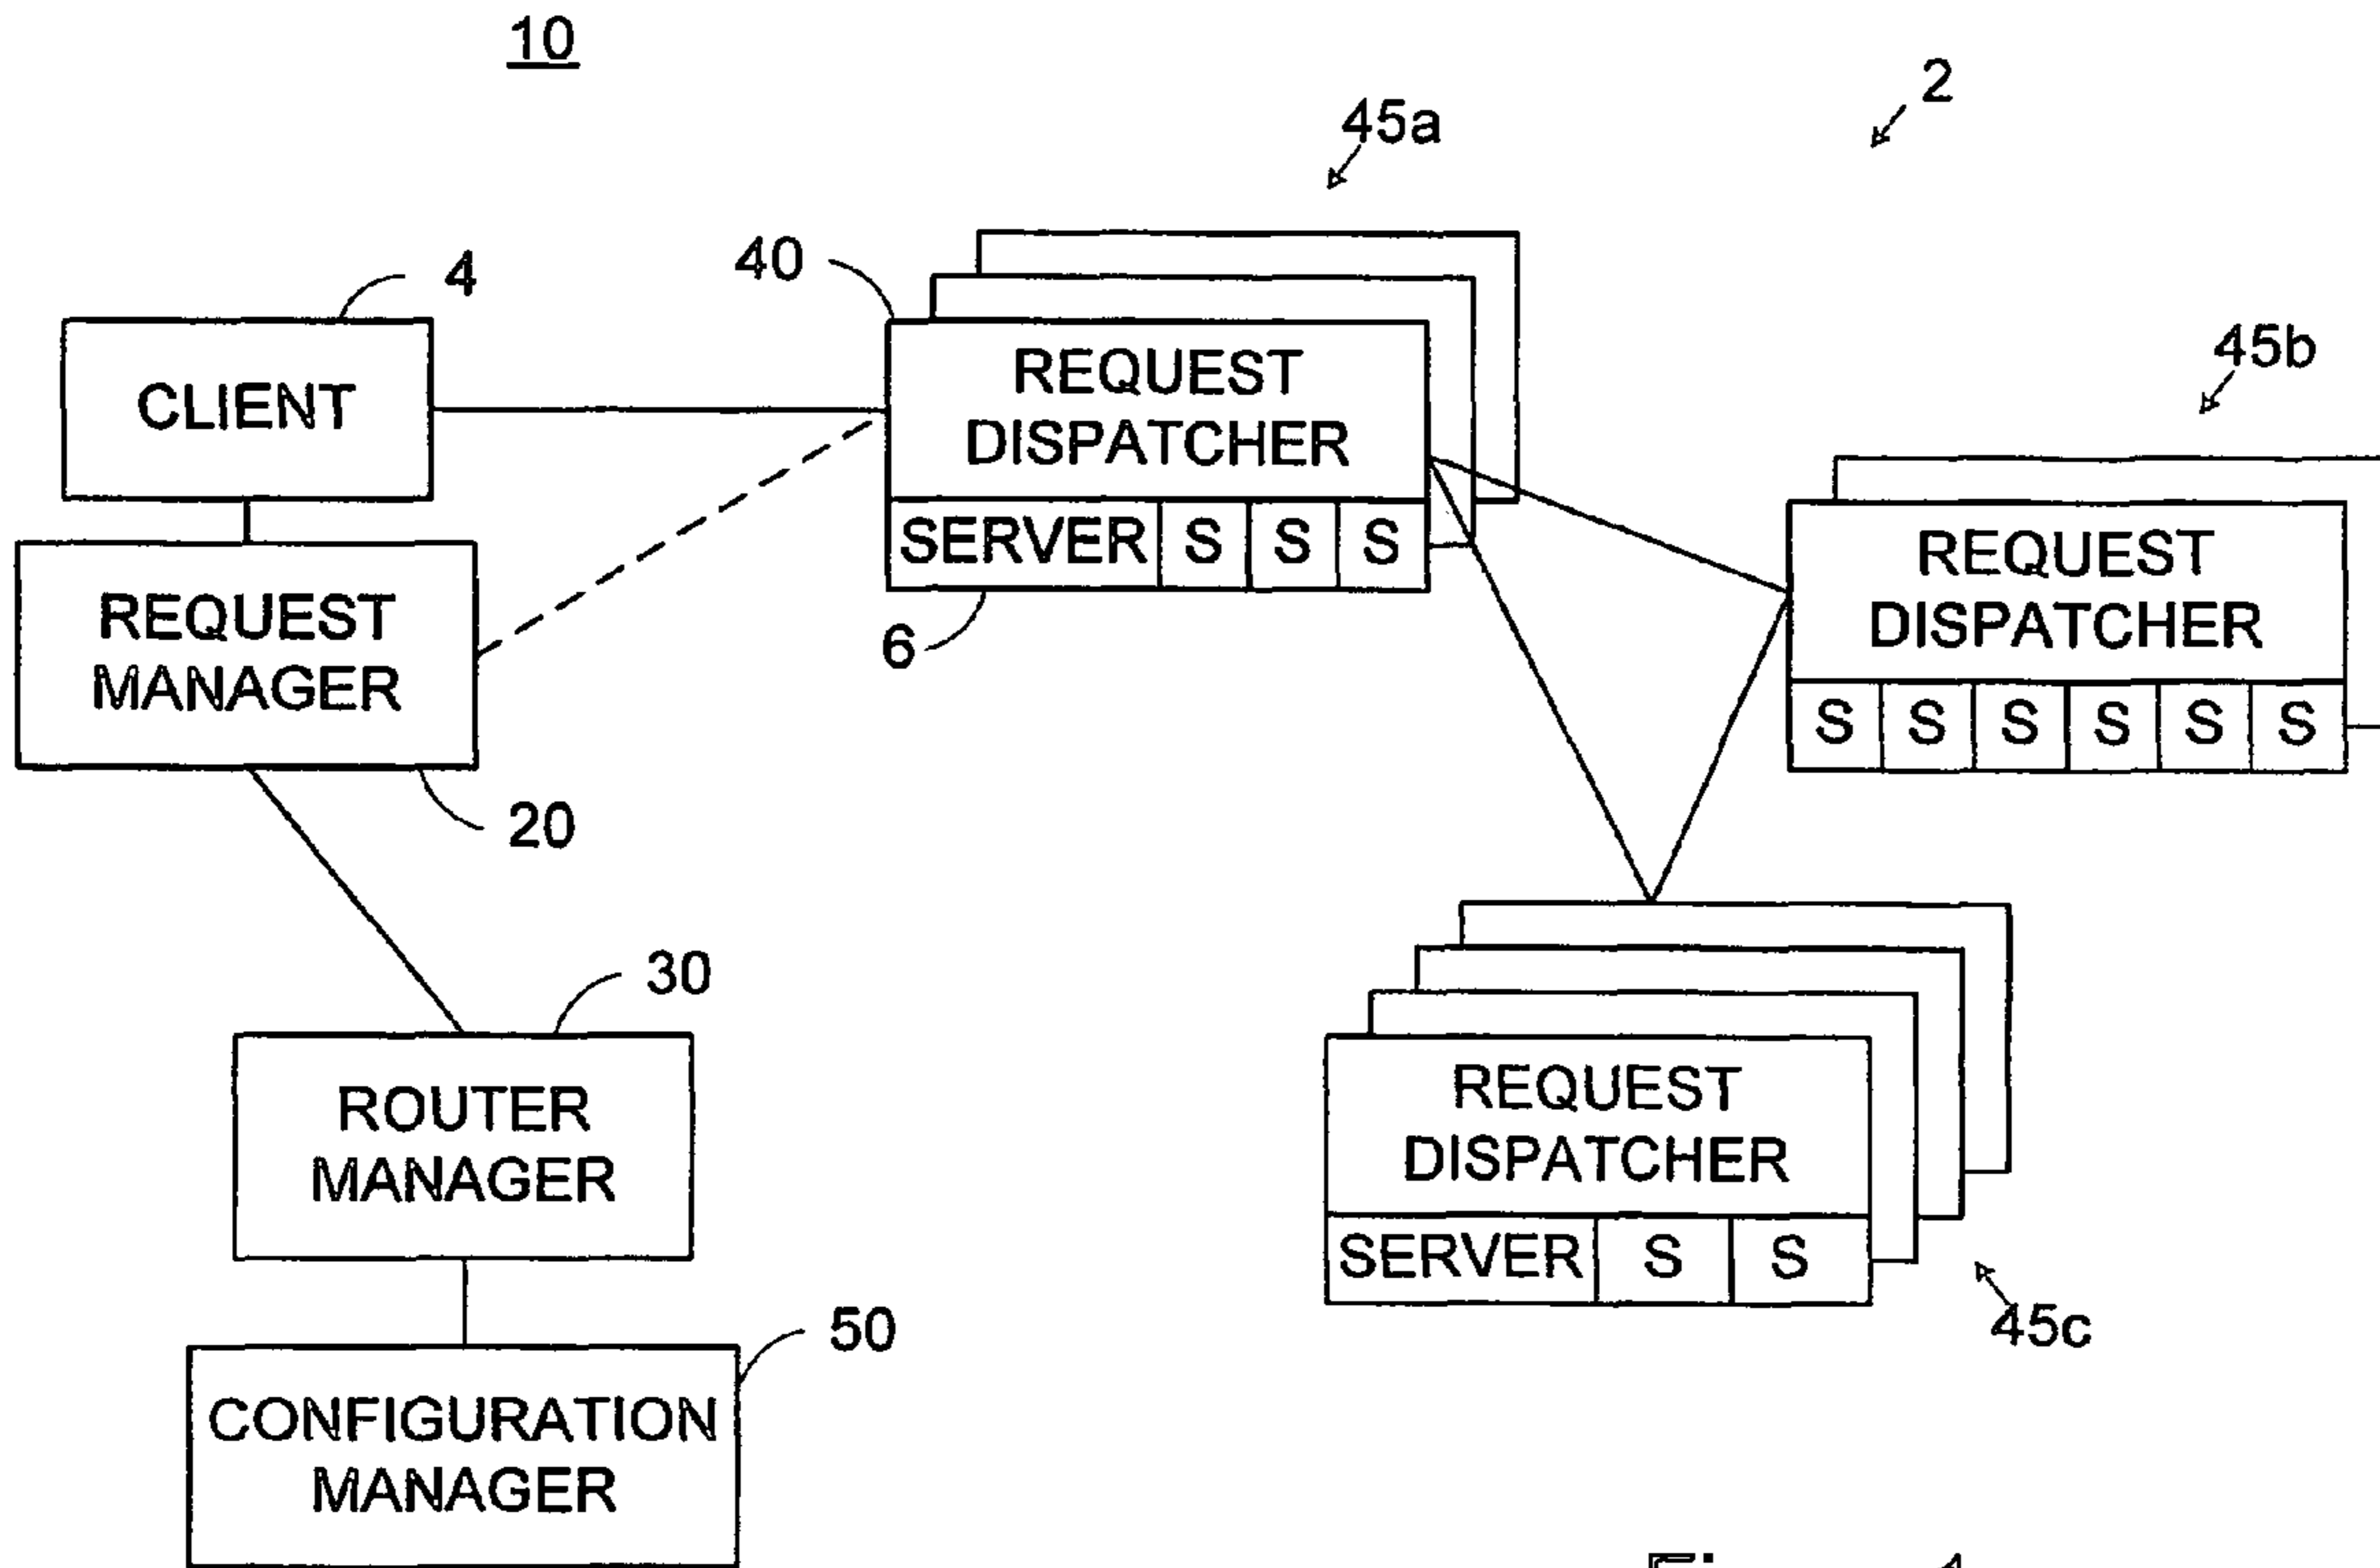 10
2
45a
40
4
45b
CLIENT
REQUEST
DISPATCHER
SERVER S S S
6
REQUEST
MANAGER
20
REQUEST
DISPATCHER
S S S S S S
30
ROUTER
MANAGER
REQUEST
DISPATCHER
SERVER S S
45c
50
CONFIGURATION
MANAGER